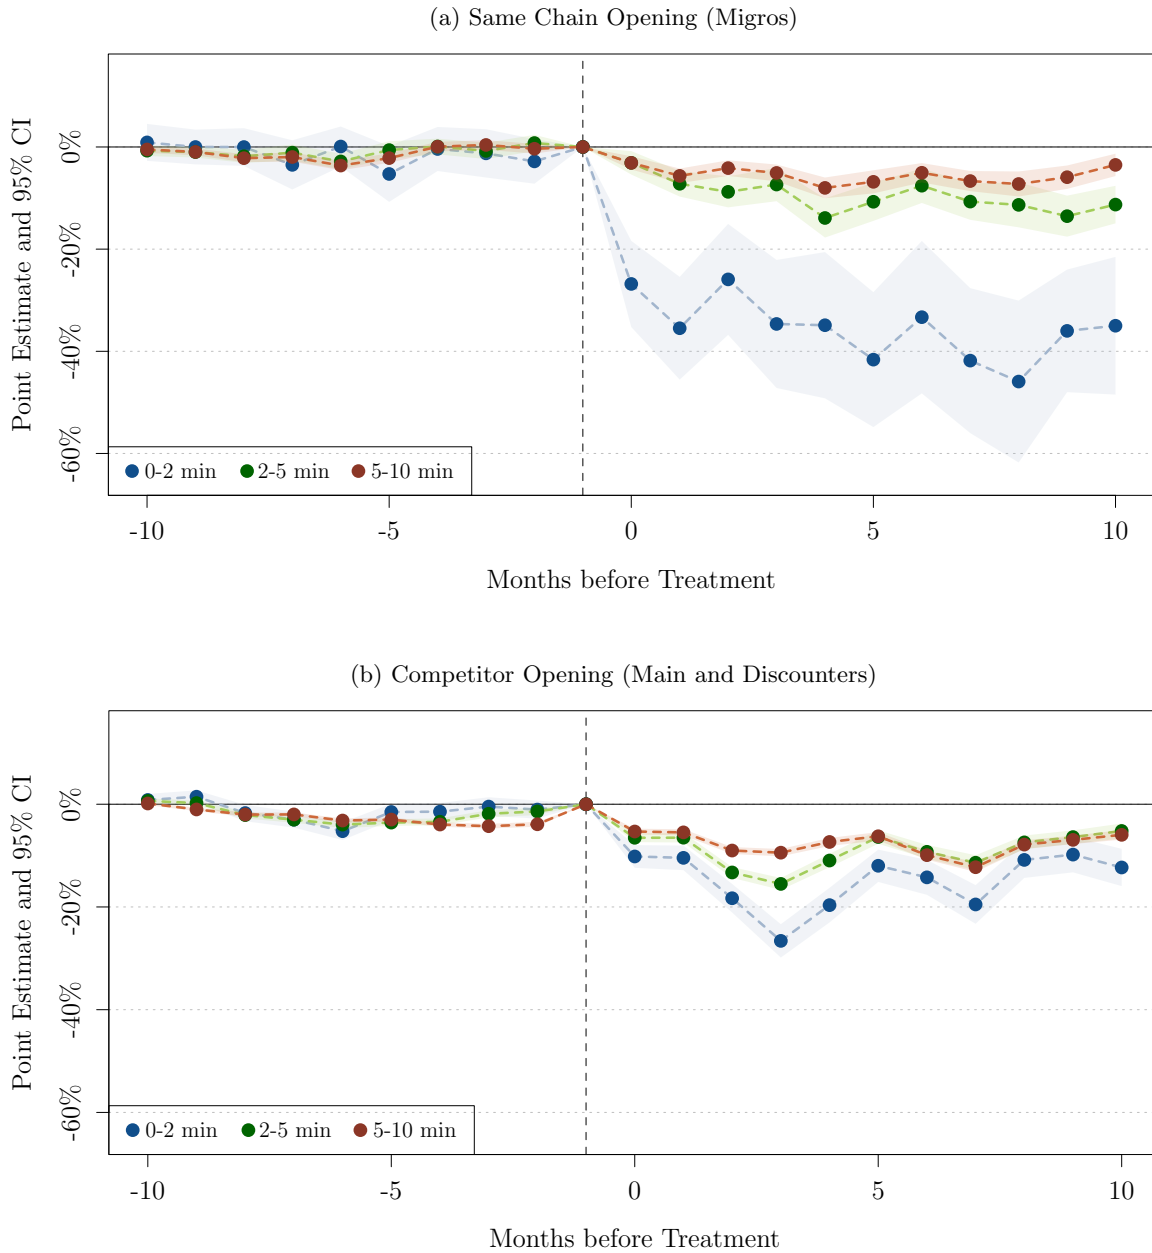 (a) Same Chain Opening (Migros)
Point Estimate and 95% CI
0%
-20%
-40%
-60%
0-2 min 2-5 min 5-10 min
-10 -5 0 5 10
Months before Treatment
(b) Competitor Opening (Main and Discounters)
Point Estimate and 95% CI
0%
-20%
-40%
-60%
0-2 min 2-5 min 5-10 min
-10 -5 0 5 10
Months before Treatment